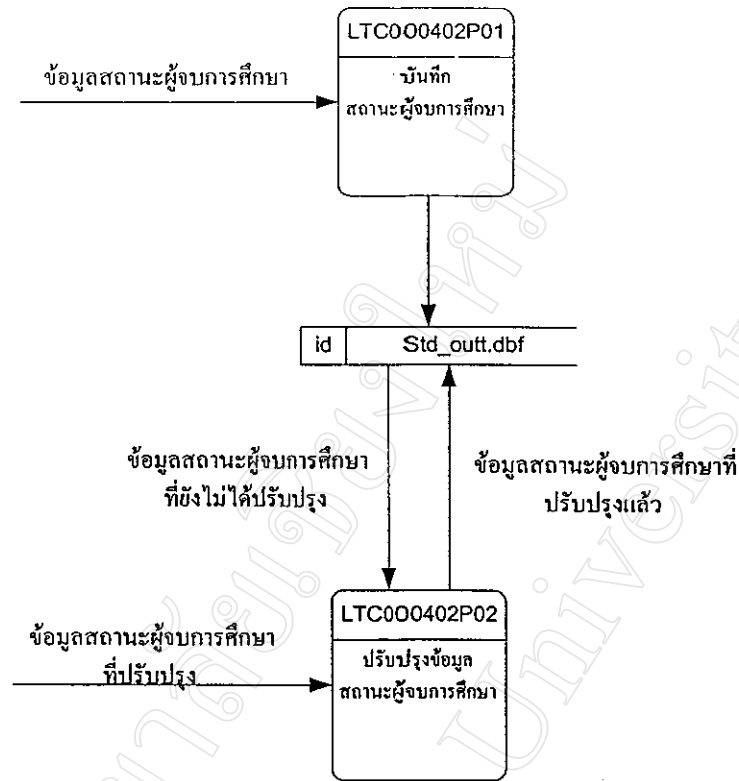 LTC000402P01
ข้อมูลสถานะผู้จบการศึกษา
บันทึก
สถานะผู้จบการศึกษา
id
Std_outt.dbf
ข้อมูลสถานะผู้จบการศึกษา
ที่ยังไม่ได้ปรับปรุง
ข้อมูลสถานะผู้จบการศึกษาที่
ปรับปรุงแล้ว
LTC000402P02
ข้อมูลสถานะผู้จบการศึกษา
ที่ปรับปรุง
ปรับปรุงข้อมูล
สถานะผู้จบการศึกษา